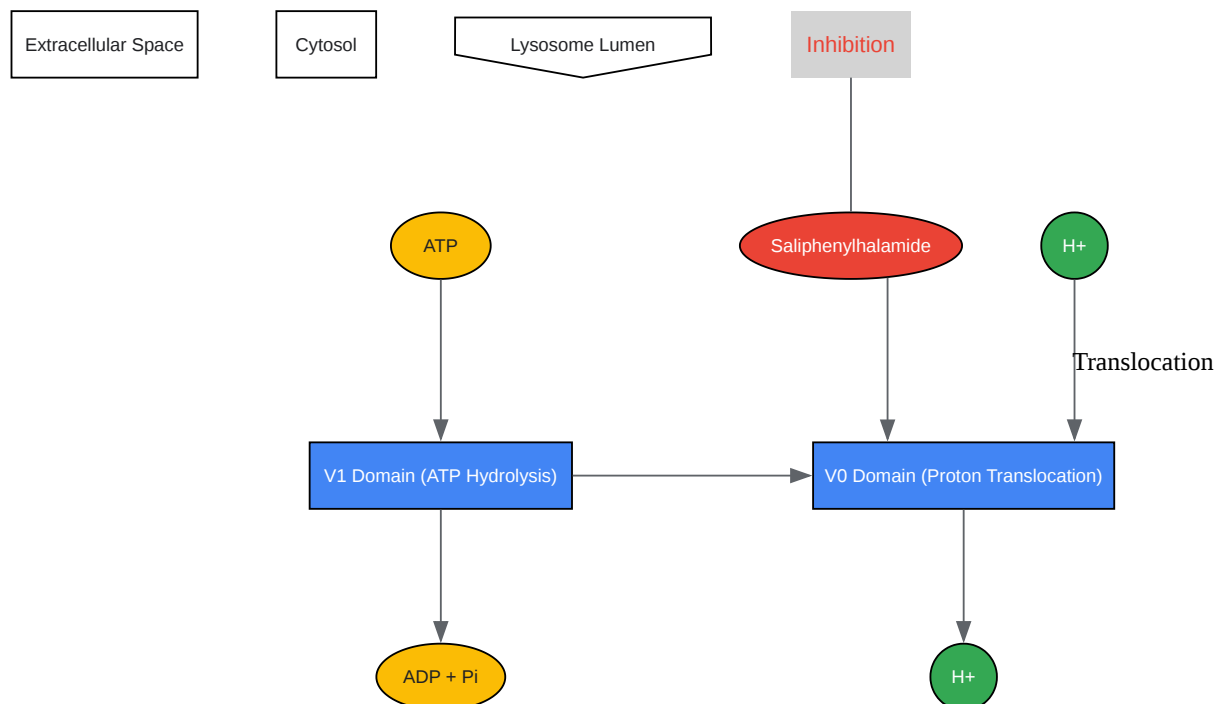 Extracellular Space
Cytosol
Lysosome Lumen
Inhibition
ATP
Saliphenylhalamide
H+
Translocation
V1 Domain (ATP Hydrolysis)
V0 Domain (Proton Translocation)
ADP + Pi
H+